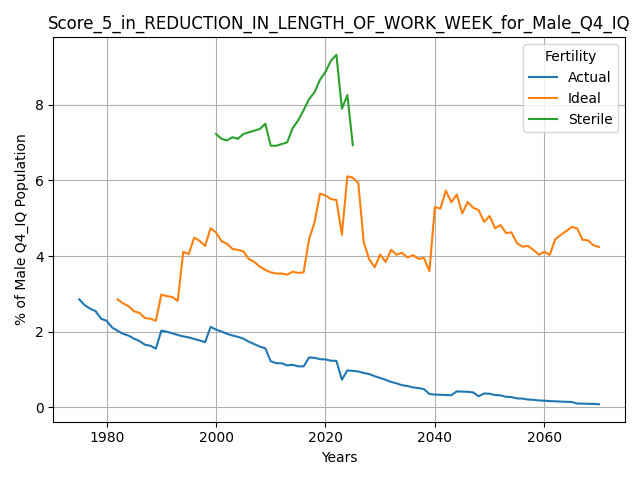 Score_5_in_REDUCTION_IN_LENGTH_OF_WORK_WEEK_for_Male_Q4_IQ
Fertility
Actual
Ideal
Sterile
% of Male Q4_IQ Population
8
6
4
2
0
1980 2000 2020 2040 2060
Years